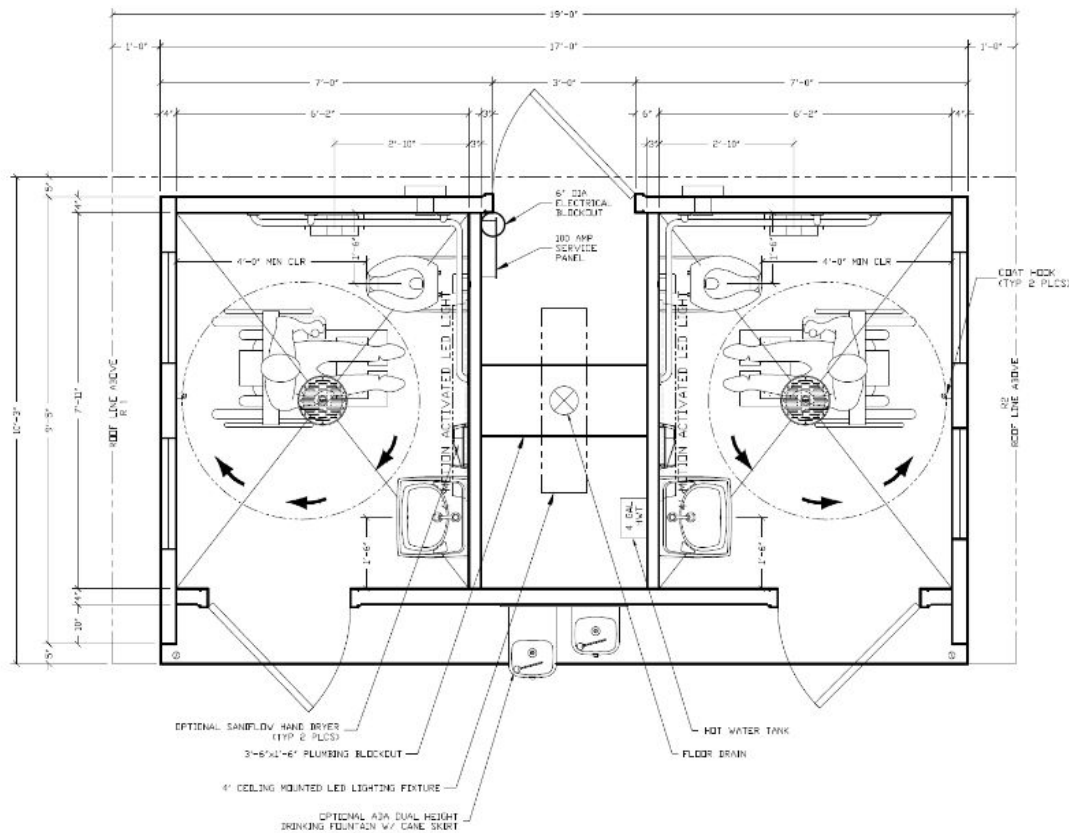 19'-0"
1'-0"
17'-0"
1'-0"
7'-0"
3'-0"
7'-6"
4"
6'-2"
3"
6"
6'-2"
4"
2'-10"
3"
3"
2'-10"
5"
4"
6" DIA
ELECTRICAL
BLOCKOUT
100 AMP
SERVICE
PANEL
1'-6"
1'-6"
4'-0" MIN CLR
4'-0" MIN CLR
COAT HOOK
(TYP 2 PLCS)
MOTION ACTIVATED LED LIGHT
MOTION ACTIVATED LED LIGHT
10'-3"
7'-11"
ROOF LINE ABOVE
R1
R2
ROOF LINE ABOVE
4 GAL
HWT
1'-6"
1'-6"
4"
10"
5"
OPTIONAL SANIFLOW HAND DRYER
(TYP 2 PLCS)
HOT WATER TANK
3'-6"x1'-6" PLUMBING BLOCKOUT
FLOOR DRAIN
4' CEILING MOUNTED LED LIGHTING FIXTURE
OPTIONAL ADA DUAL HEIGHT
DRINKING FOUNTAIN W/ CANE SKIRT